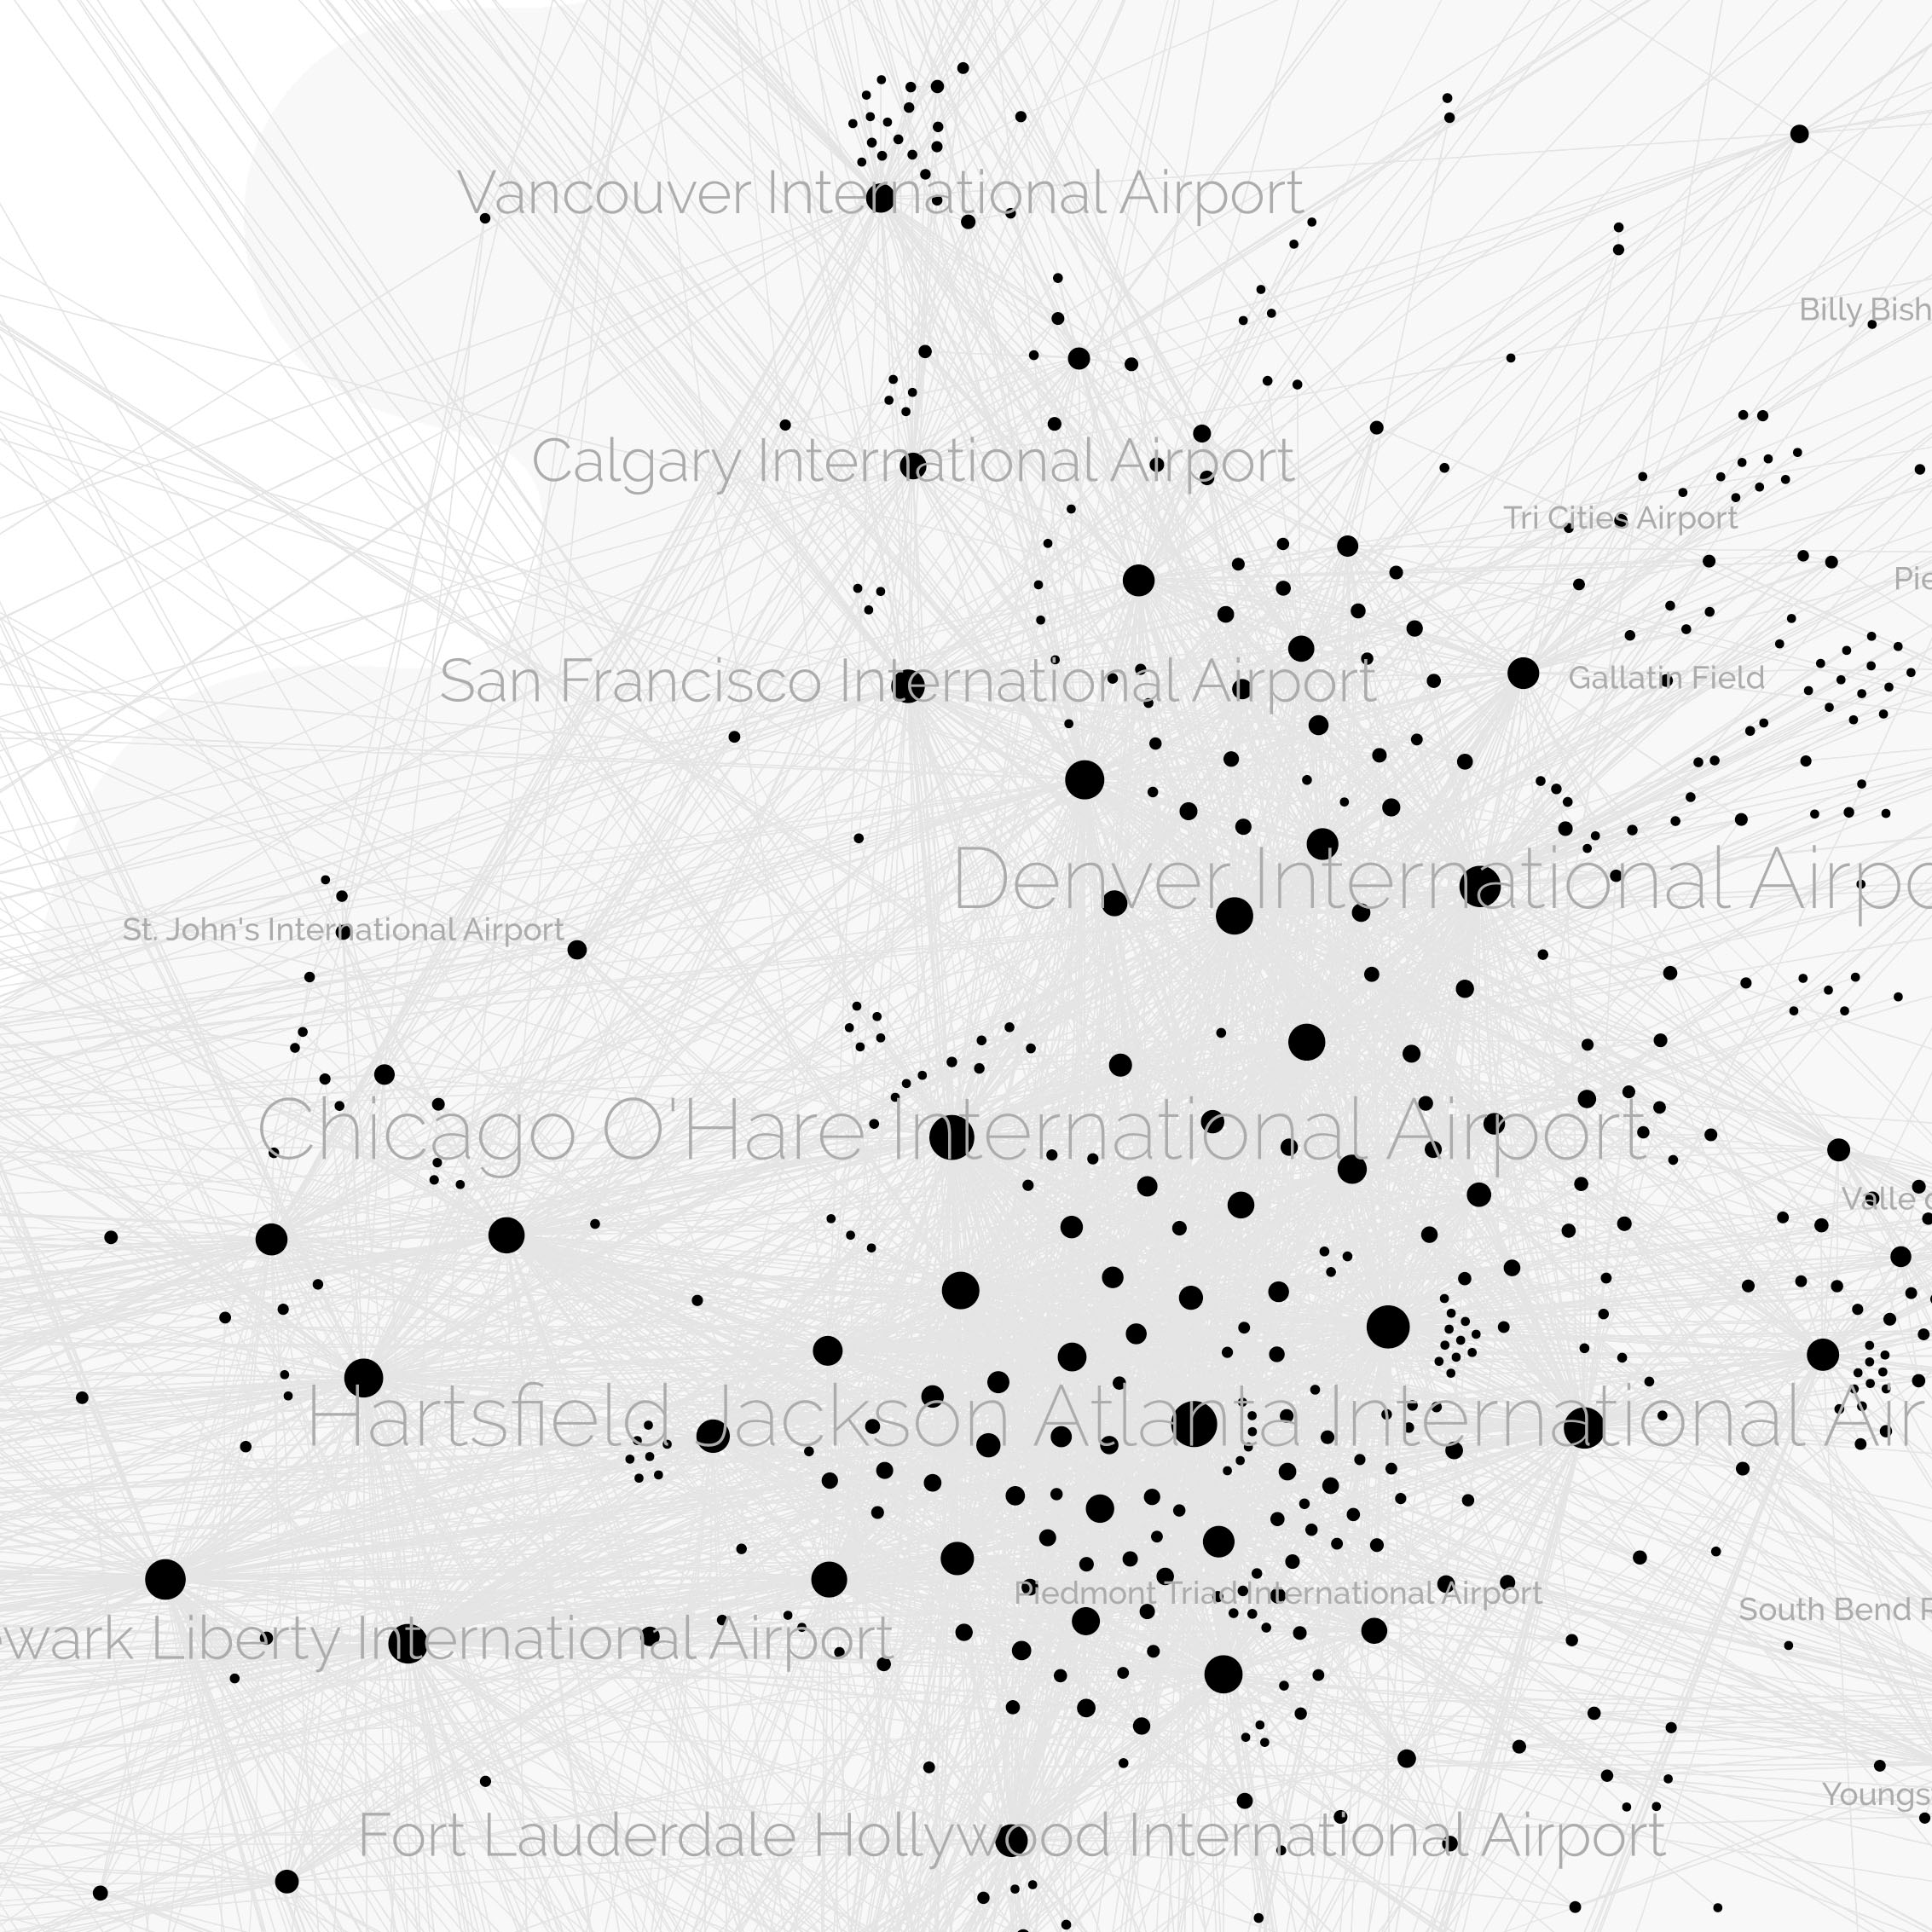 Vancouver International Airport
Billy Bish
Calgary International Airport
Tri Cities Airport
Pie
San Francisco International Airport
Gallatin Field
Denver International Airpo
St. John's International Airport
Chicago O'Hare International Airport
Valle d
Hartsfield Jackson Atlanta International Air
Piedmont Triad International Airport
South Bend R
wark Liberty International Airport
Youngs
Fort Lauderdale Hollywood International Airport